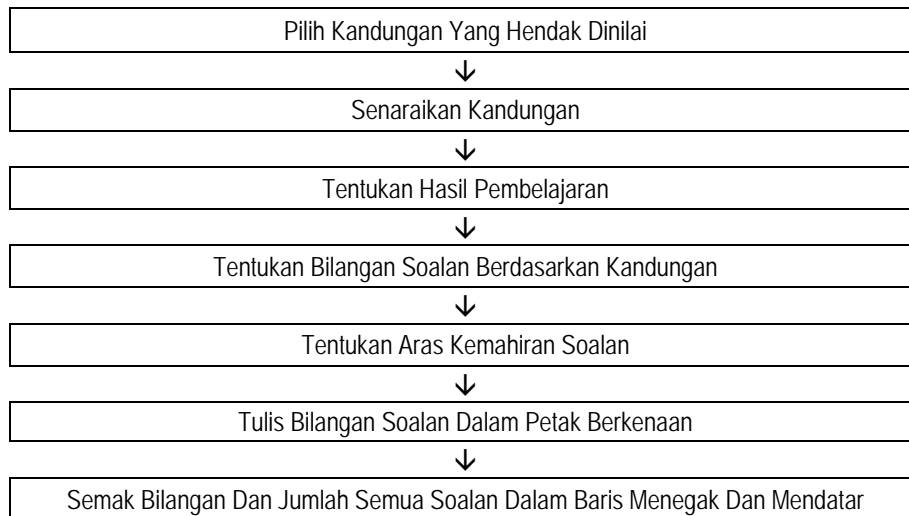 Pilih Kandungan Yang Hendak Dinilai
Senaraikan Kandungan
Tentukan Hasil Pembelajaran
Tentukan Bilangan Soalan Berdasarkan Kandungan
Tentukan Aras Kemahiran Soalan
Tulis Bilangan Soalan Dalam Petak Berkenaan
Semak Bilangan Dan Jumlah Semua Soalan Dalam Baris Menegak Dan Mendatar